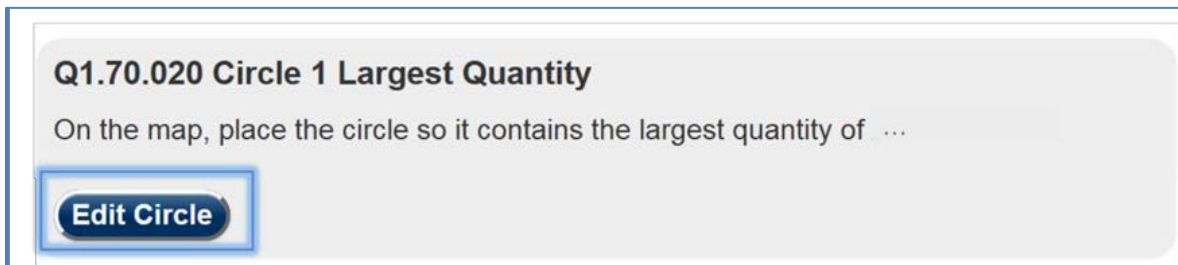 Q1.70.020 Circle 1 Largest Quantity
On the map, place the circle so it contains the largest quantity of ...
Edit Circle